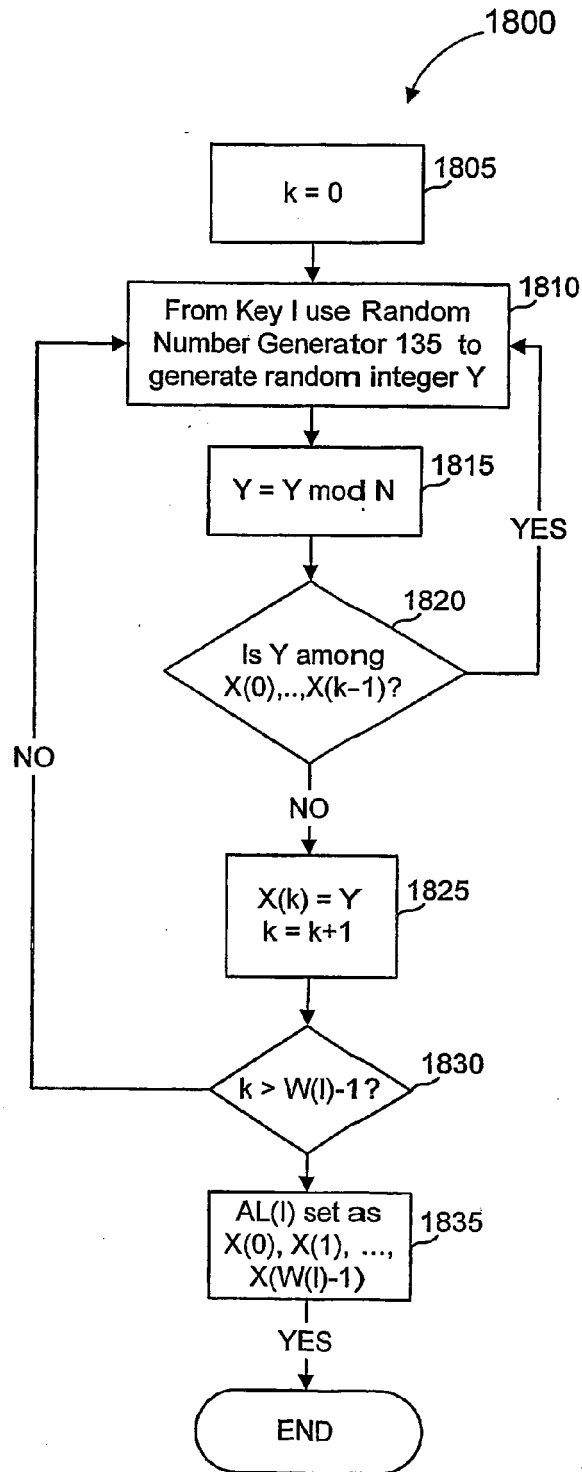 1800
k = 0
1805
From Key I use Random
Number Generator 135 to
generate random integer Y
1810
Y = Y mod N
1815
YES
Is Y among
X(0),..,X(k-1)?
1820
NO
NO
X(k) = Y
k = k+1
1825
k > W(I)-1?
1830
AL(I) set as
X(0), X(1), ...,
X(W(I)-1)
1835
YES
END